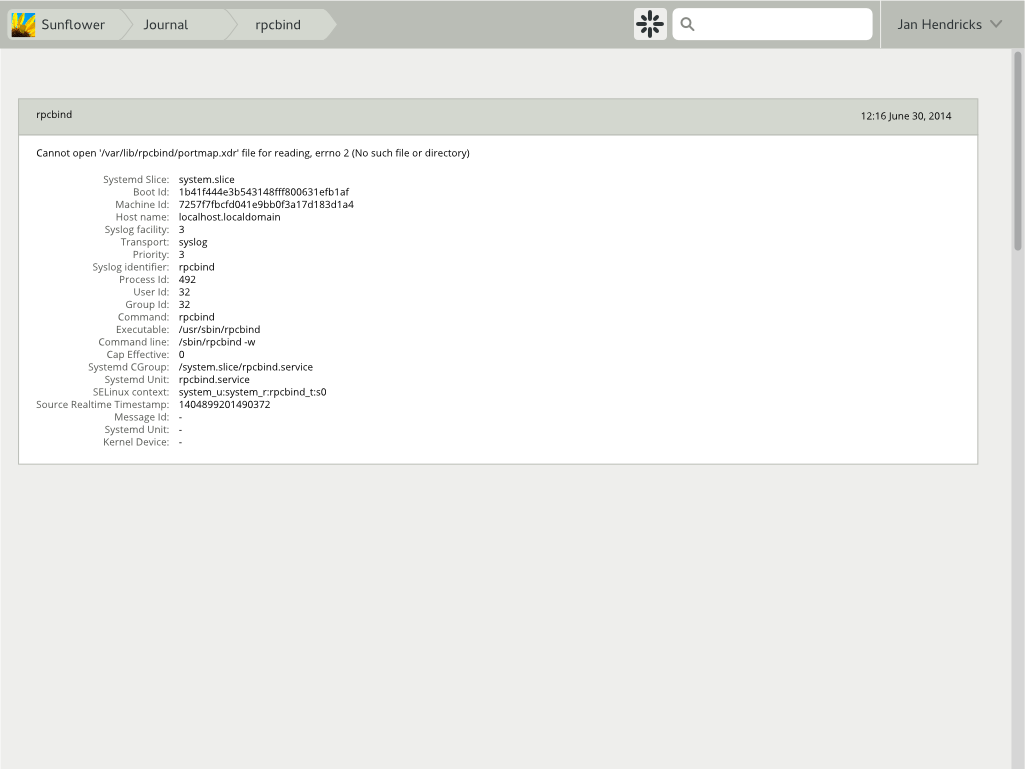 Sunflower Journal rpcbind Jan Hendricks
rpcbind 12:16 June 30, 2014
Cannot open '/var/lib/rpcbind/portmap.xdr' file for reading, errno 2 (No such file or directory)
Systemd Slice: system.slice
Boot Id: 1b41f444e3b543148fff800631efb1af
Machine Id: 7257f7fbcfd041e9bb0f3a17d183d1a4
Host name: localhost.localdomain
Syslog facility: 3
Transport: syslog
Priority: 3
Syslog identifier: rpcbind
Process Id: 492
User Id: 32
Group Id: 32
Command: rpcbind
Executable: /usr/sbin/rpcbind
Command line: /sbin/rpcbind -w
Cap Effective: 0
Systemd CGroup: /system.slice/rpcbind.service
Systemd Unit: rpcbind.service
SELinux context: system_u:system_r:rpcbind_t:s0
Source Realtime Timestamp: 1404899201490372
Message Id: -
Systemd Unit: -
Kernel Device: -